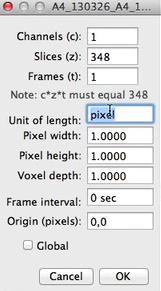 A4_130326_A4_1...
Channels (c): 1
Slices (z): 348
Frames (t): 1
Note: c*z*t must equal 348
Unit of length: pixel
Pixel width: 1.0000
Pixel height: 1.0000
Voxel depth: 1.0000
Frame interval: 0 sec
Origin (pixels): 0,0
Global
Cancel OK